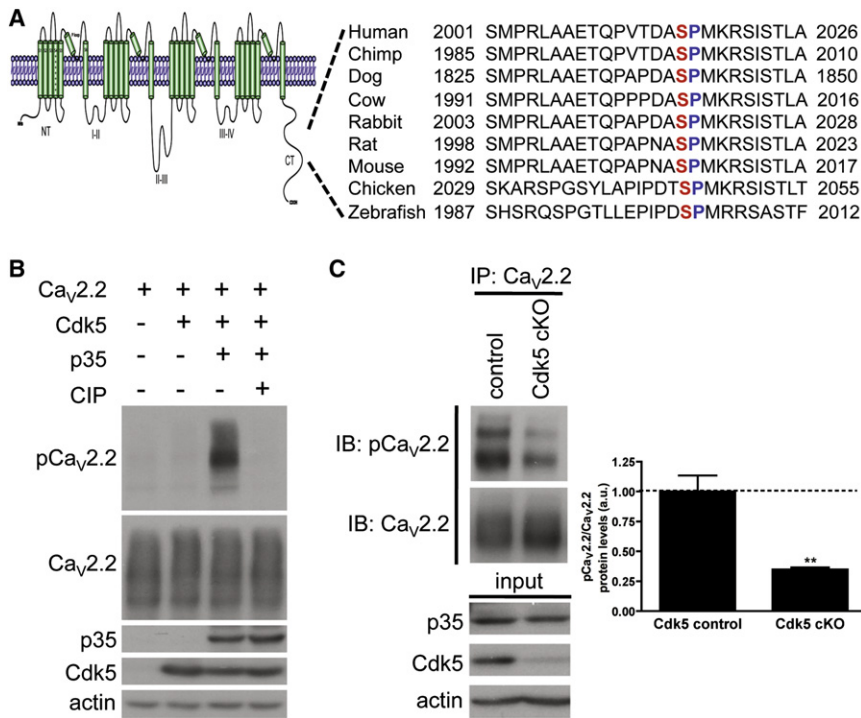 A
Human 2001 SMPRLAAETQPVTDASPMKRSISTLA 2026
Chimp 1985 SMPRLAAETQPVTDASPMKRSISTLA 2010
Dog 1825 SMPRLAAETQPAPDASPMKRSISTLA 1850
Cow 1991 SMPRLAAETQPPPDASPMKRSISTLA 2016
Rabbit 2003 SMPRLAAETQPAPDASPMKRSISTLA 2028
Rat 1998 SMPRLAAETQPAPNASPMKRSISTLA 2023
Mouse 1992 SMPRLAAETQPAPNASPMKRSISTLA 2017
Chicken 2029 SKARSPGSYLAPIPDTSPMKRSISTLT 2055
Zebrafish 1987 SHSRQSPGTLLEPIPDSPMRRSASTF 2012
NT
I-II
II-III
III-IV
CT
B
CaV2.2 + + + +
Cdk5 - + + +
p35 - - + +
CIP - - - +
pCaV2.2
CaV2.2
p35
Cdk5
actin
C
IP: CaV2.2
control
Cdk5 cKO
IB: pCaV2.2
IB: CaV2.2
input
p35
Cdk5
actin
pCaV2.2/CaV2.2
protein levels (a.u.)
1.25
1.00
0.75
0.50
0.25
0.00
**
Cdk5 control
Cdk5 cKO